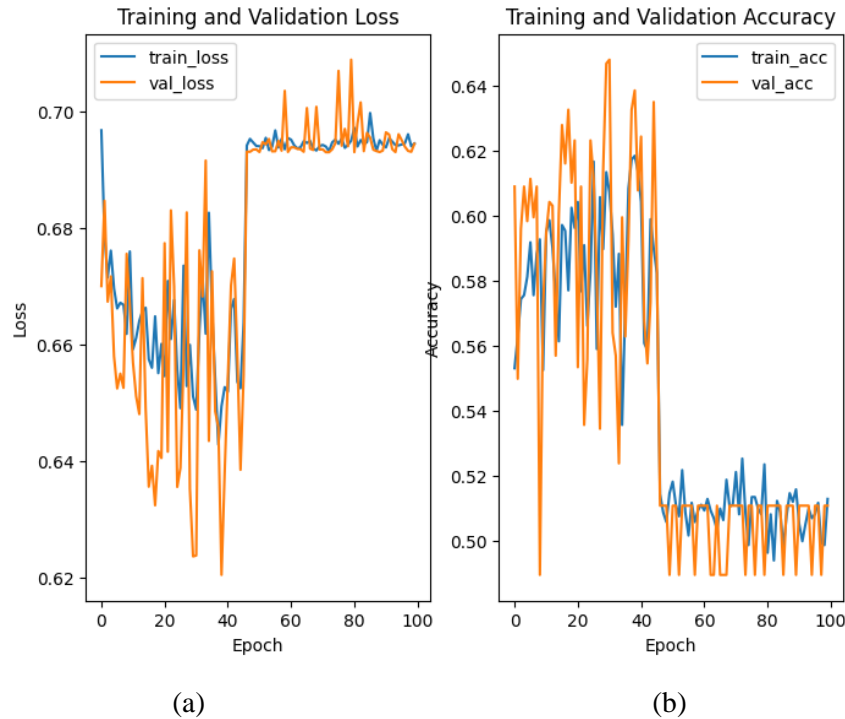 Training and Validation Loss
train_loss
val_loss
0.70
0.68
0.66
0.64
0.62
Loss
0 20 40 60 80 100
Epoch
(a)
Training and Validation Accuracy
train_acc
val_acc
0.64
0.62
0.60
0.58
0.56
0.54
0.52
0.50
Accuracy
0 20 40 60 80 100
Epoch
(b)